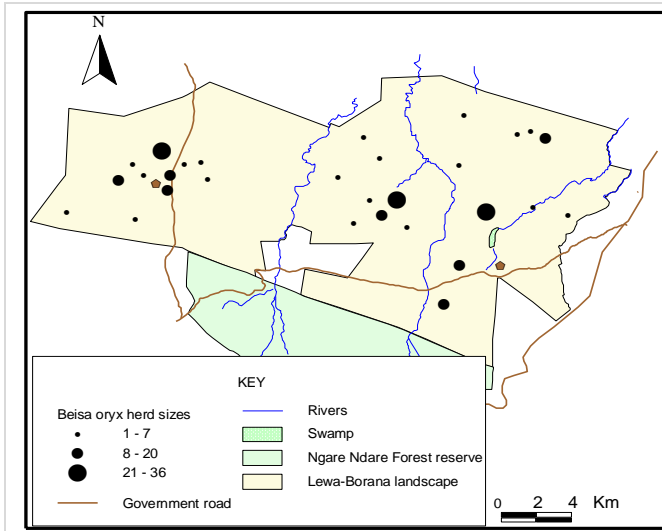 N
KEY
Beisa oryx herd sizes
1 - 7
8 - 20
21 - 36
Government road
Rivers
Swamp
Ngare Ndare Forest reserve
Lewa-Borana landscape
0 2 4 Km